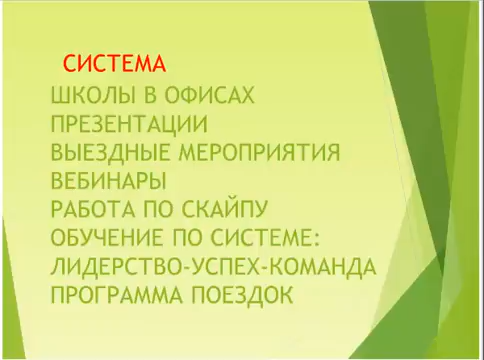 СИСТЕМА
ШКОЛЫ В ОФИСАХ
ПРЕЗЕНТАЦИИ
ВЫЕЗДНЫЕ МЕРОПРИЯТИЯ
ВЕБИНАРЫ
РАБОТА ПО СКАЙПУ
ОБУЧЕНИЕ ПО СИСТЕМЕ:
ЛИДЕРСТВО-УСПЕХ-КОМАНДА
ПРОГРАММА ПОЕЗДОК